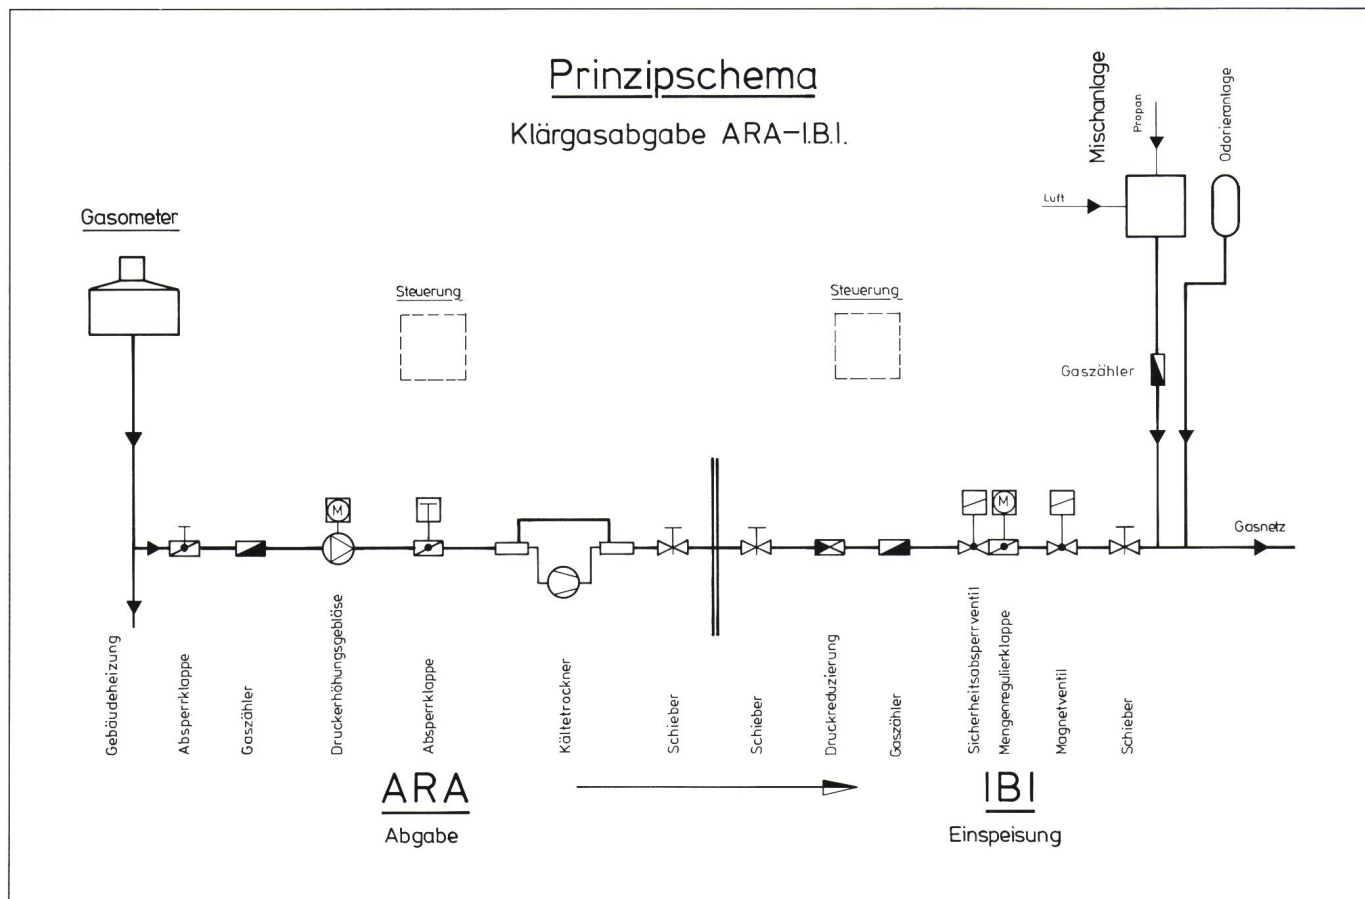 Prinzipschema
Klärgasabgabe ARA-I.B.I.
Mischanlage
Propan
Odorieranlage
Luft
Gasometer
Steuerung
Steuerung
Gaszähler
M
M
Gasnetz
Gebäudeheizung
Absperrklappe
Gaszähler
Druckerhöhungsgebläse
Absperrklappe
Kältetrockner
Schieber
Schieber
Druckreduzierung
Gaszähler
Sicherheitsabsperrventil
Mengenregulierklappe
Magnetventil
Schieber
ARA
Abgabe
IBI
Einspeisung